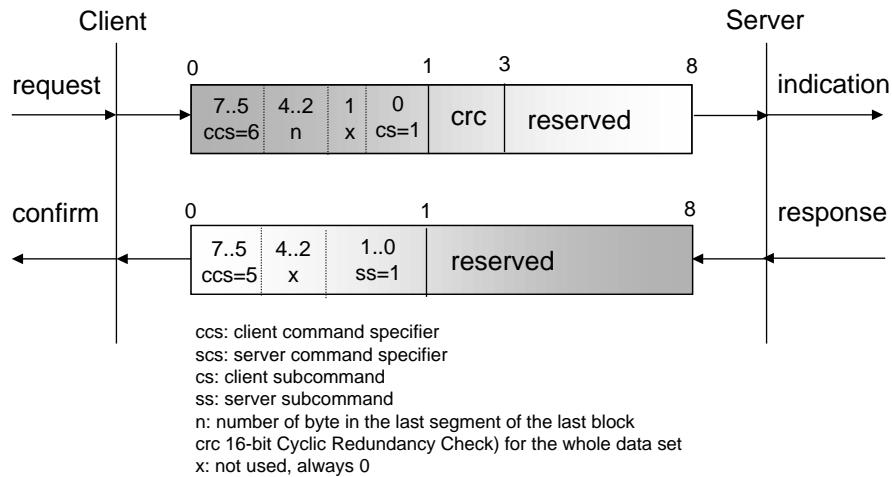 Client
Server
request
0
1
3
8
indication
7..5
4..2
1
0
ccs=6
n
x
cs=1
crc
reserved
confirm
0
1
8
response
7..5
4..2
1..0
ccs=5
x
ss=1
reserved
ccs: client command specifier
scs: server command specifier
cs: client subcommand
ss: server subcommand
n: number of byte in the last segment of the last block
crc 16-bit Cyclic Redundancy Check) for the whole data set
x: not used, always 0